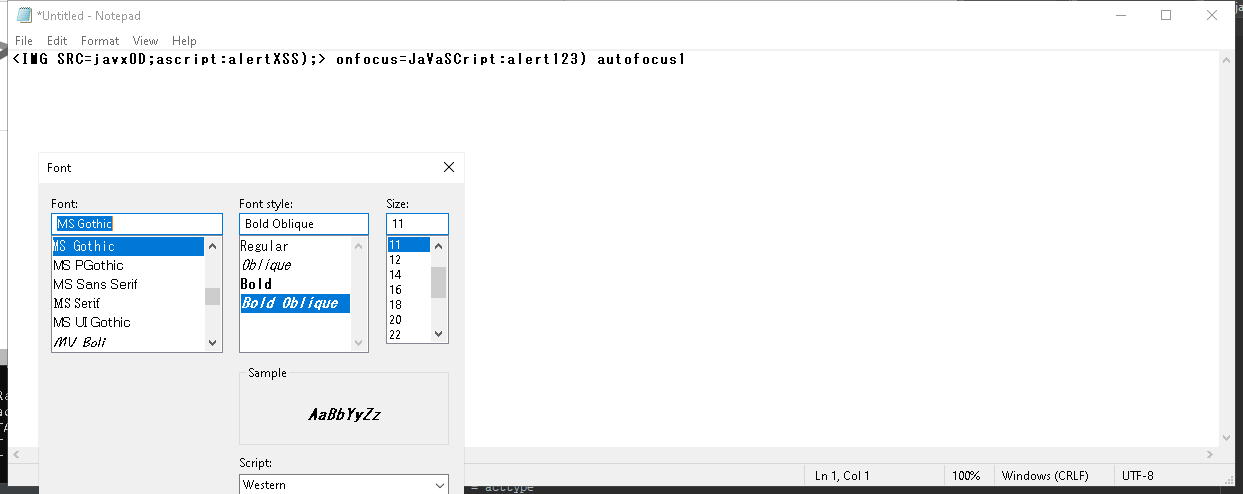 *Untitled - Notepad
File Edit Format View Help
<IMG SRC=javx0D;ascript:alertXSS);> onfocus=JaVaSCript:alert123) autofocus1
Font
Font: Font style: Size:
MS Gothic Bold Oblique 11
MS Gothic Regular 11
MS PGothic Oblique 12
MS Sans Serif Bold 14
MS Serif Bold Oblique 16
MS UI Gothic 18
MV Boli 20
22
Sample
AaBbYyZz
Script:
Western
Ln 1, Col 1 100% Windows (CRLF) UTF-8
= acctype